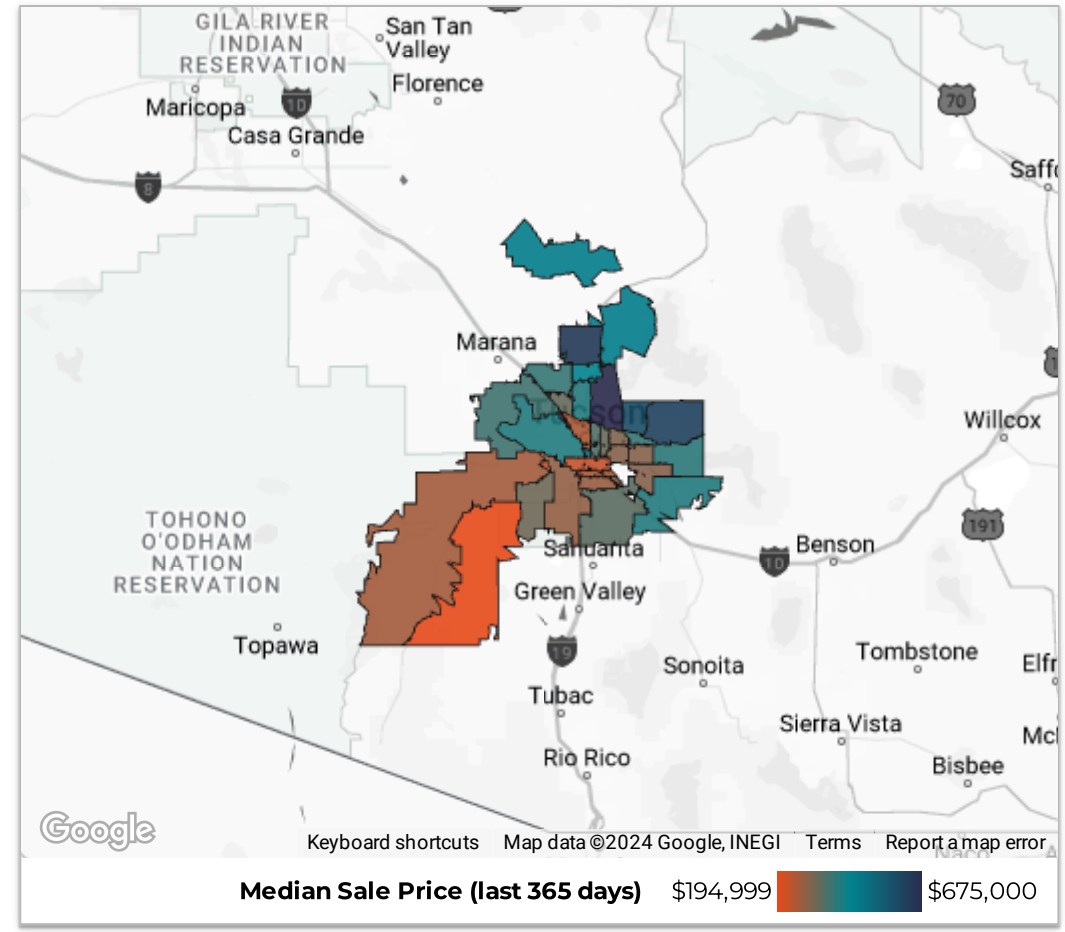 GILA RIVER
INDIAN
RESERVATION
San Tan
Valley
Florence
Maricopa
10
Casa Grande
70
8
Marana
Tucson
Willcox
TOHONO
O'ODHAM
NATION
RESERVATION
191
Sahuarita
10
Benson
Green Valley
Topawa
19
Sonoita
Tombstone
Tubac
Sierra Vista
Rio Rico
Bisbee
Google
Keyboard shortcuts
Map data ©2024 Google, INEGI
Terms
Report a map error
Naco
Median Sale Price (last 365 days)
$194,999
$675,000